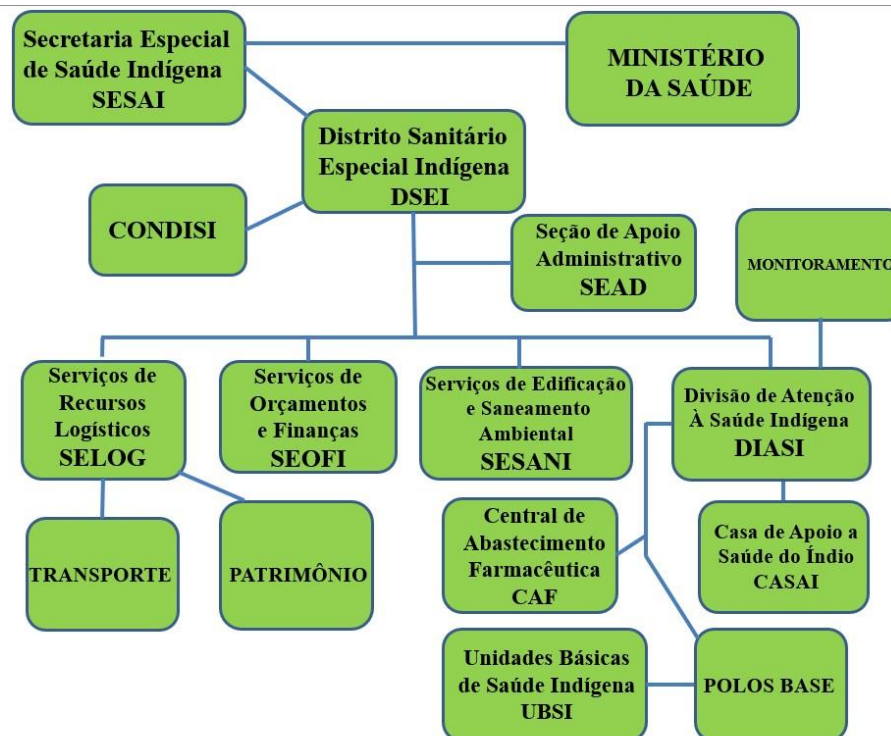 Secretaria Especial
de Saúde Indígena
SESAI
MINISTÉRIO
DA SAÚDE
Distrito Sanitário
Especial Indígena
DSEI
CONDISI
Seção de Apoio
Administrativo
SEAD
MONITORAMENTO
Serviços de
Recursos
Logísticos
SELOG
Serviços de
Orçamentos
e Finanças
SEOFI
Serviços de Edificação
e Saneamento
Ambiental
SESANI
Divisão de Atenção
À Saúde Indígena
DIASI
TRANSPORTE
PATRIMÔNIO
Central de
Abastecimento
Farmacêutica
CAF
Casa de Apoio a
Saúde do Índio
CASAI
Unidades Básicas
de Saúde Indígena
UBSI
POLOS BASE